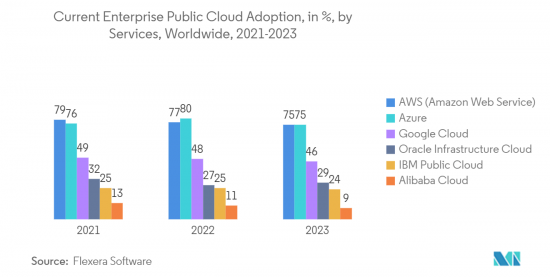 Current Enterprise Public Cloud Adoption, in %, by
Services, Worldwide, 2021-2023
79 76 49 32 25 13
77 80 48 27 25 11
75 75 46 29 24 9
2021 2022 2023
AWS (Amazon Web Service)
Azure
Google Cloud
Oracle Infrastructure Cloud
IBM Public Cloud
Alibaba Cloud
Source: Flexera Software